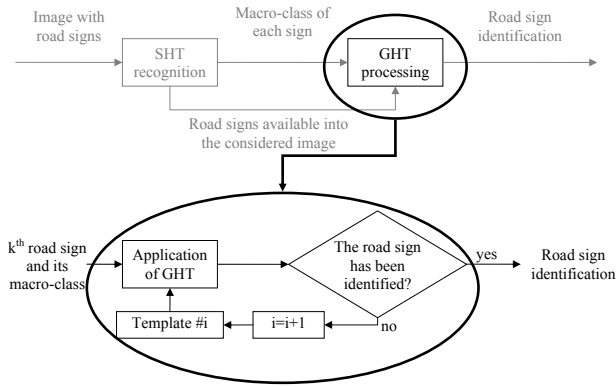 Image with
road signs
SHT
recognition
Macro-class of
each sign
GHT
processing
Road sign
identification
Road signs available into
the considered image
kth road sign
and its
macro-class
Application
of GHT
The road sign
has been
identified?
yes
Road sign
identification
no
i=i+1
Template #i